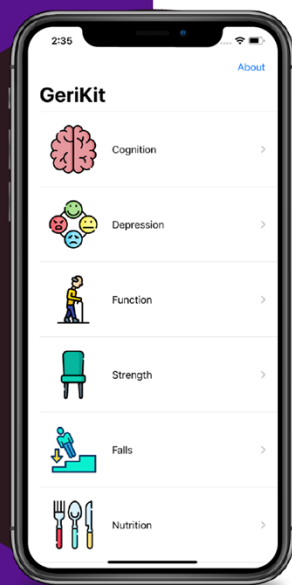 2:35
About
GeriKit
Cognition
Depression
Function
Strength
Falls
Nutrition